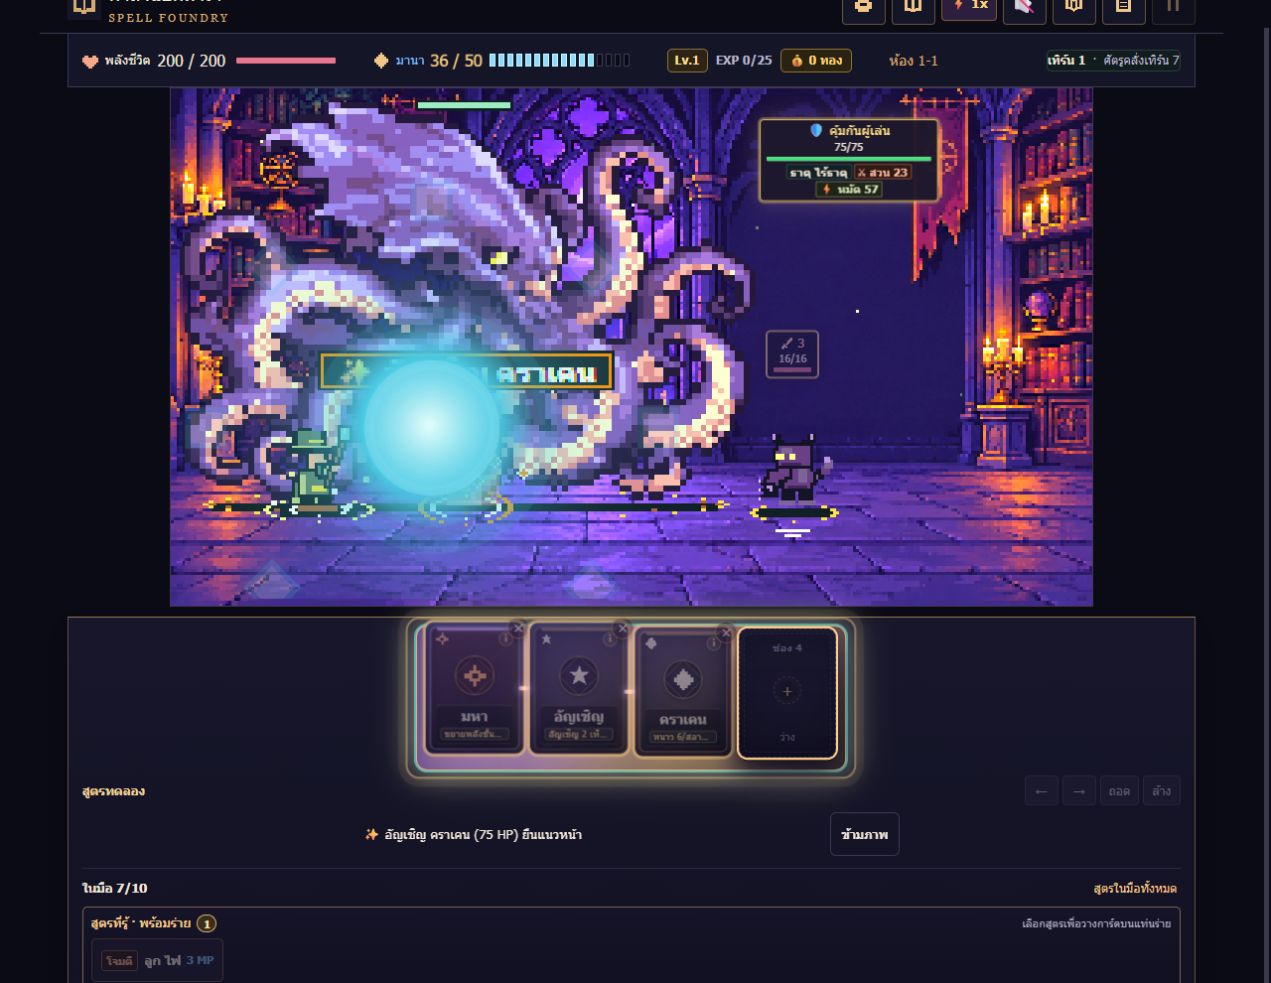 SPELL FOUNDRY
1x
พลังชีวิต 200 / 200
มานา 36 / 50
Lv.1 EXP 0/25 0 ทอง
ห้อง 1-1
เทิร์น 1 · ศัตรูคลั่งเทิร์น 7
คุ้มกันผู้เล่น
75/75
ธาตุ ไร้ธาตุ สวน 23
หมัด 57
3
16/16
คราเคน
ช่อง 4
มหา
ขยายพลังขั้น...
อัญเชิญ
อัญเชิญ 2 เทิ...
คราเคน
หนาว 6/สลา...
+
ว่าง
สูตรทดลอง
← → ถอด ล้าง
อัญเชิญ คราเคน (75 HP) ยืนแนวหน้า
ข้ามภาพ
ในมือ 7/10
สูตรในมือทั้งหมด
สูตรที่รู้ · พร้อมร่าย 1
เลือกสูตรเพื่อวางการ์ดบนแท่นร่าย
โจมตี ลูก ไฟ 3 MP